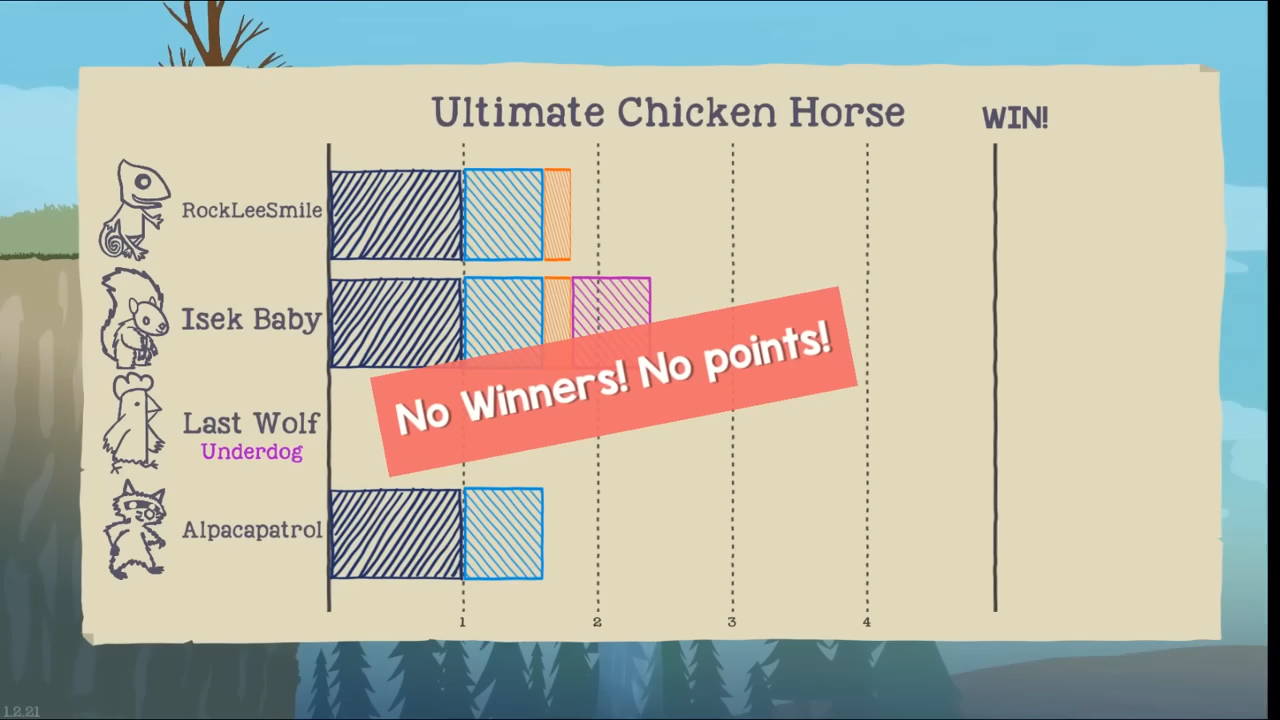 Ultimate Chicken Horse
WIN!
RockLeeSmile
Isek Baby
No Winners! No points!
Last Wolf
Underdog
Alpacapatrol
1 2 3 4
1.2.21